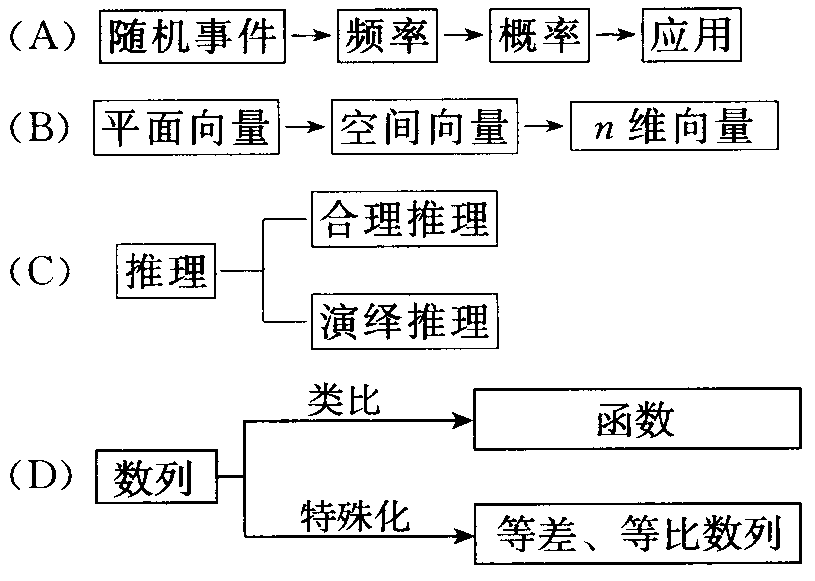 （A） 随机事件 → 频率 → 概率 → 应用
（B） 平面向量 → 空间向量 → n 维向量
合理推理
（C） 推理
演绎推理
类比
函数
（D） 数列
特殊化
等差、等比数列